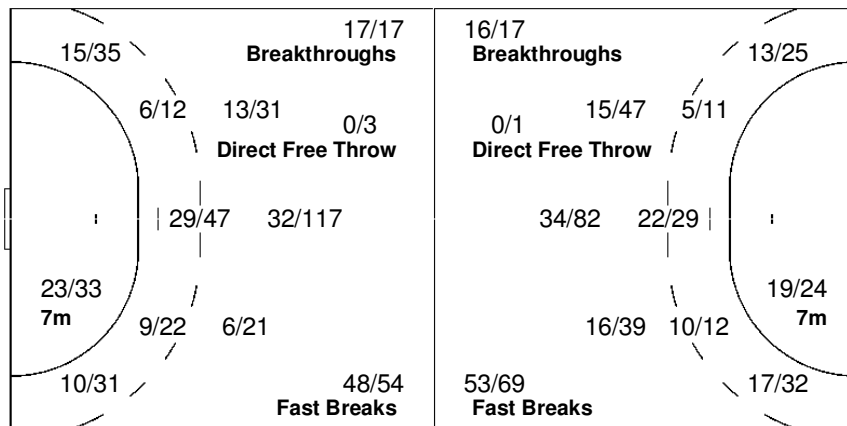 17/17 16/17
15/35 Breakthroughs Breakthroughs 13/25
6/12 13/31 15/47 5/11
0/3 0/1
Direct Free Throw Direct Free Throw
29/47 32/117 34/82 22/29
23/33 19/24
7m 7m
9/22 6/21 16/39 10/12
10/31 48/54 53/69 17/32
Fast Breaks Fast Breaks